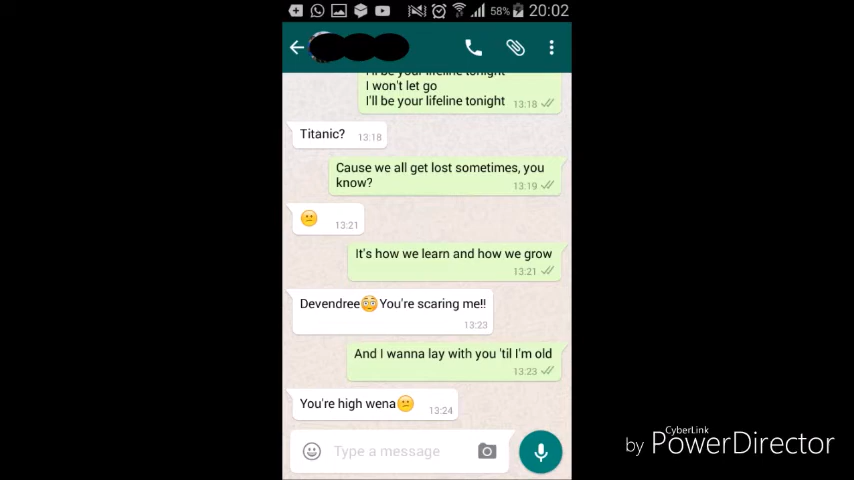 58% 20:02
I'll be your lifeline tonight
I won't let go
I'll be your lifeline tonight 13:18
Titanic? 13:18
Cause we all get lost sometimes, you
know? 13:19
😕 13:21
It's how we learn and how we grow
13:21
Devendree😳You're scaring me!!
13:23
And I wanna lay with you 'til I'm old
13:23
You're high wena😕 13:24
Type a message
CyberLink
by PowerDirector